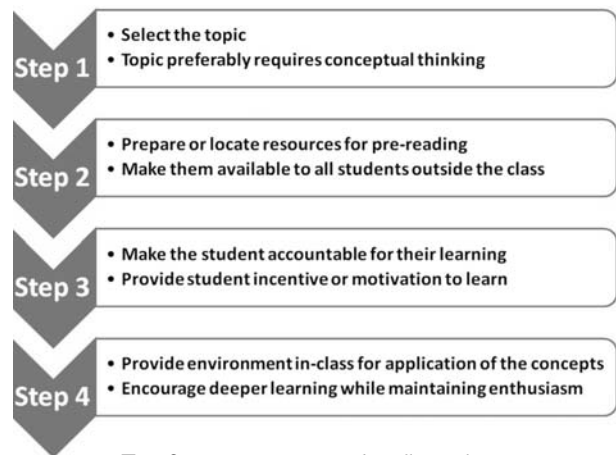 Step 1
• Select the topic
• Topic preferably requires conceptual thinking
Step 2
• Prepare or locate resources for pre-reading
• Make them available to all students outside the class
Step 3
• Make the student accountable for their learning
• Provide student incentive or motivation to learn
Step 4
• Provide environment in-class for application of the concepts
• Encourage deeper learning while maintaining enthusiasm